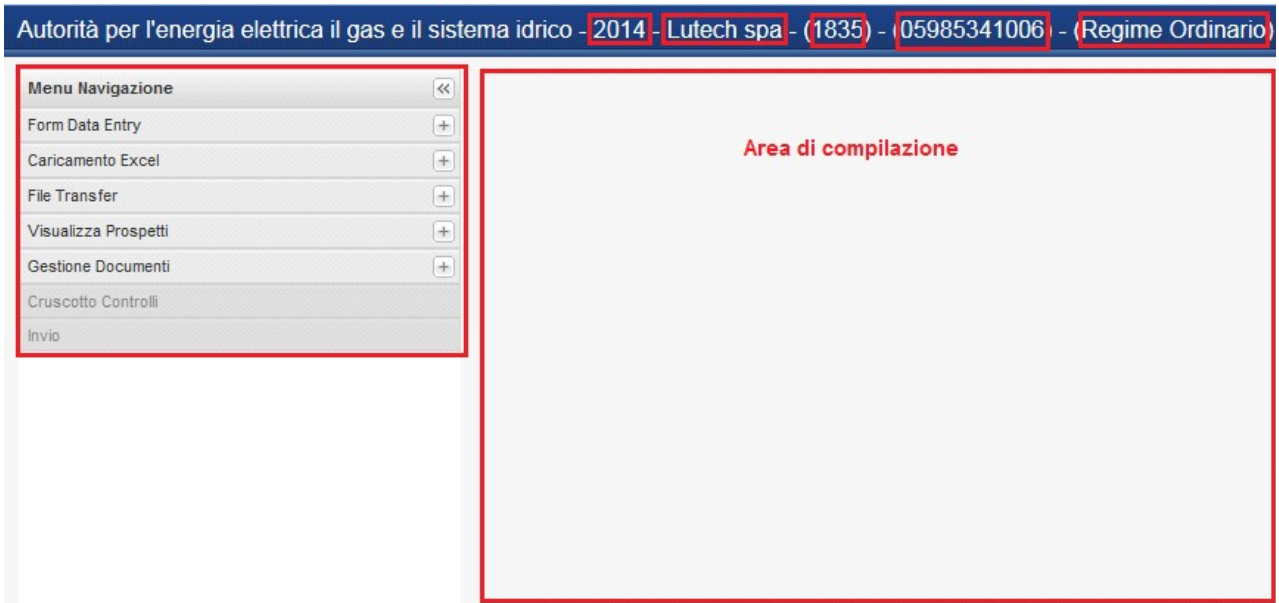 Autorità per l'energia elettrica il gas e il sistema idrico - 2014 - Lutech spa - (1835) - (05985341006) - (Regime Ordinario)
Menu Navigazione
Form Data Entry
Caricamento Excel
File Transfer
Visualizza Prospetti
Gestione Documenti
Cruscotto Controlli
Invio
Area di compilazione